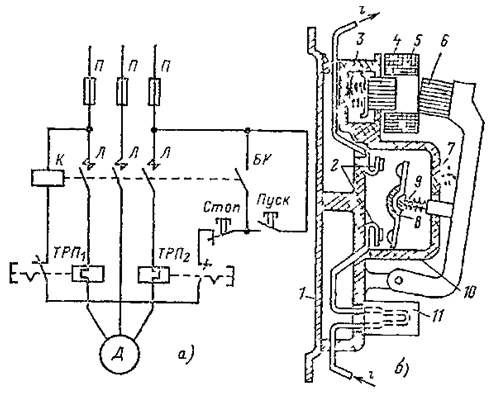 П П П
К Л Л Л БУ
Стоп Пуск
ТРП1 ТРП2
Д а)
i
3 4 5 6
2 7
9
8
1 10
11
i б)